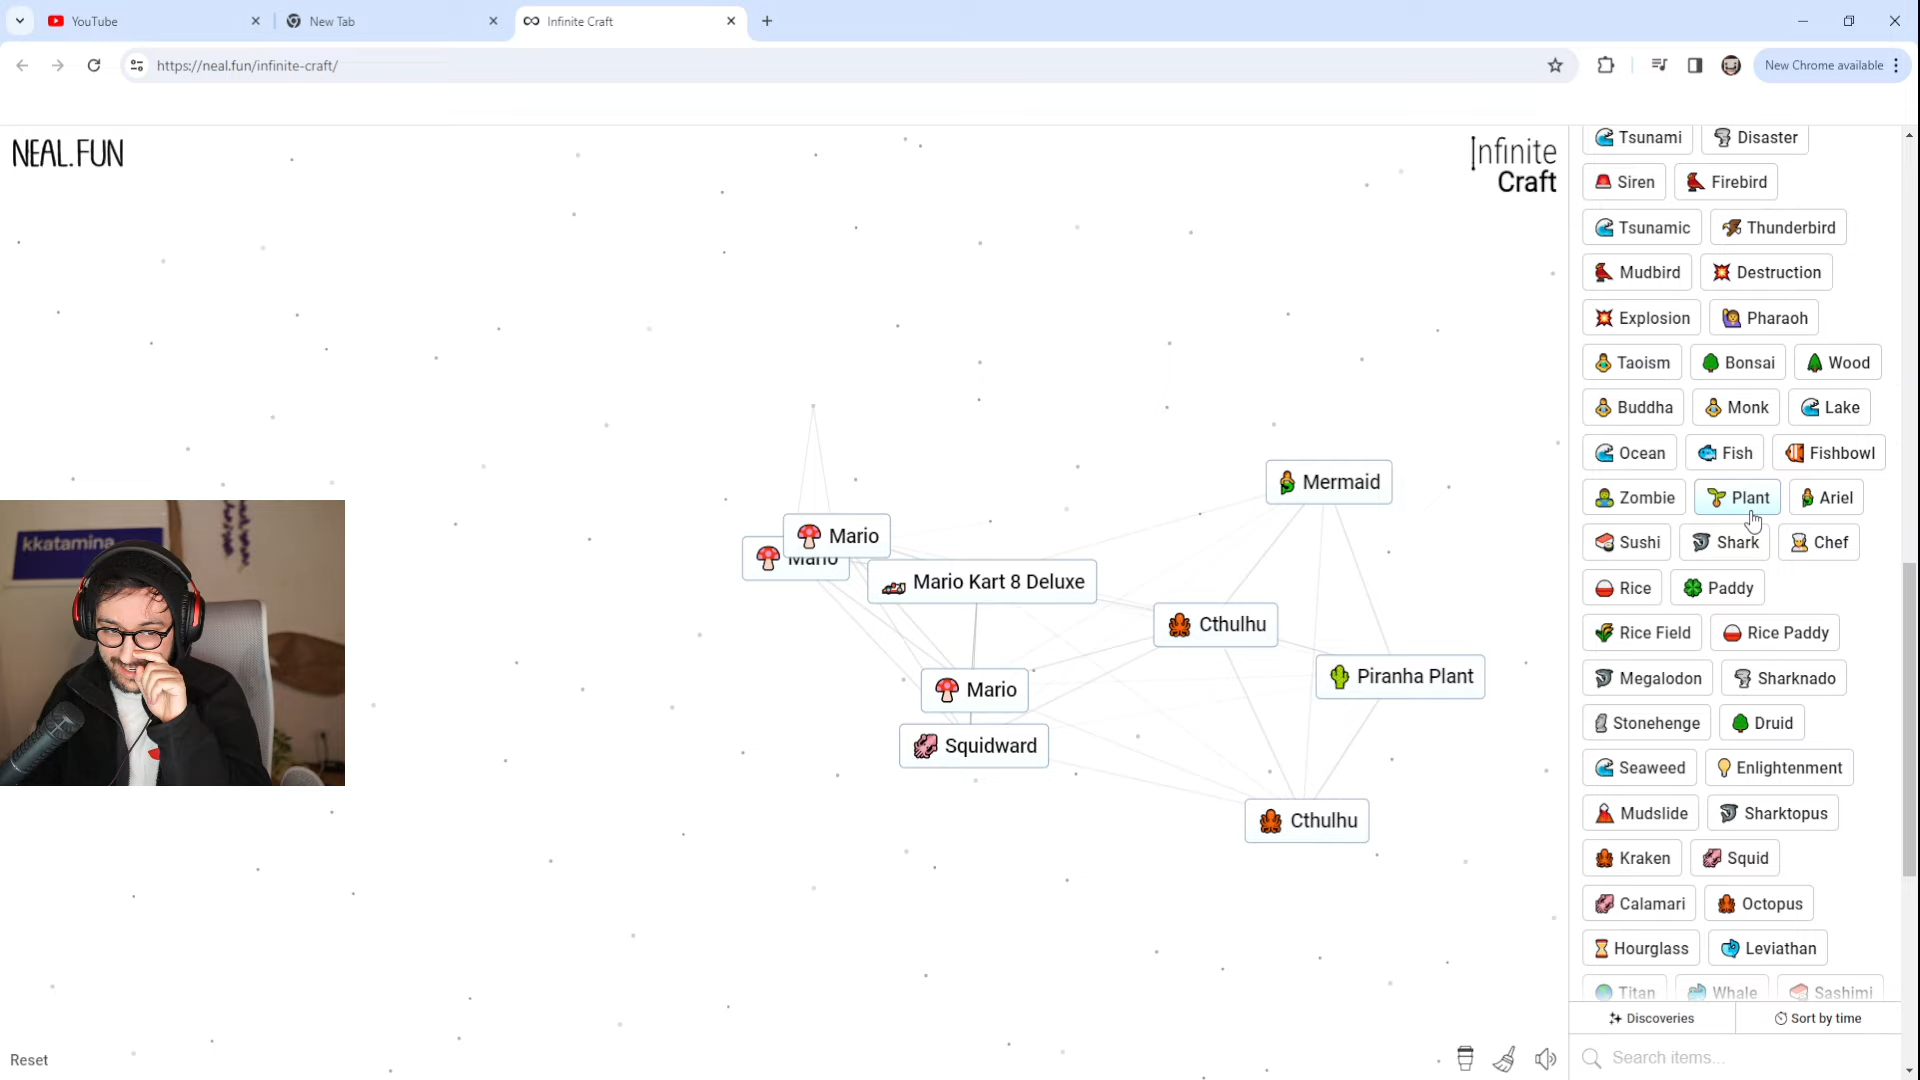 YouTube
New Tab
Infinite Craft
https://neal.fun/infinite-craft/
New Chrome available
NEAL.FUN
Infinite
Craft
Tsunami Disaster
Siren Firebird
Tsunamic Thunderbird
Mudbird Destruction
Explosion Pharaoh
Taoism Bonsai Wood
Buddha Monk Lake
Ocean Fish Fishbowl
Zombie Plant Ariel
Sushi Shark Chef
Rice Paddy
Rice Field Rice Paddy
Megalodon Sharknado
Stonehenge Druid
Seaweed Enlightenment
Mudslide Sharktopus
Kraken Squid
Calamari Octopus
Hourglass Leviathan
Titan Whale Sashimi
Discoveries Sort by time
Search items...
Mermaid
Mario
Mario
Mario Kart 8 Deluxe
Cthulhu
Piranha Plant
Mario
Squidward
Cthulhu
kkatamina
Reset